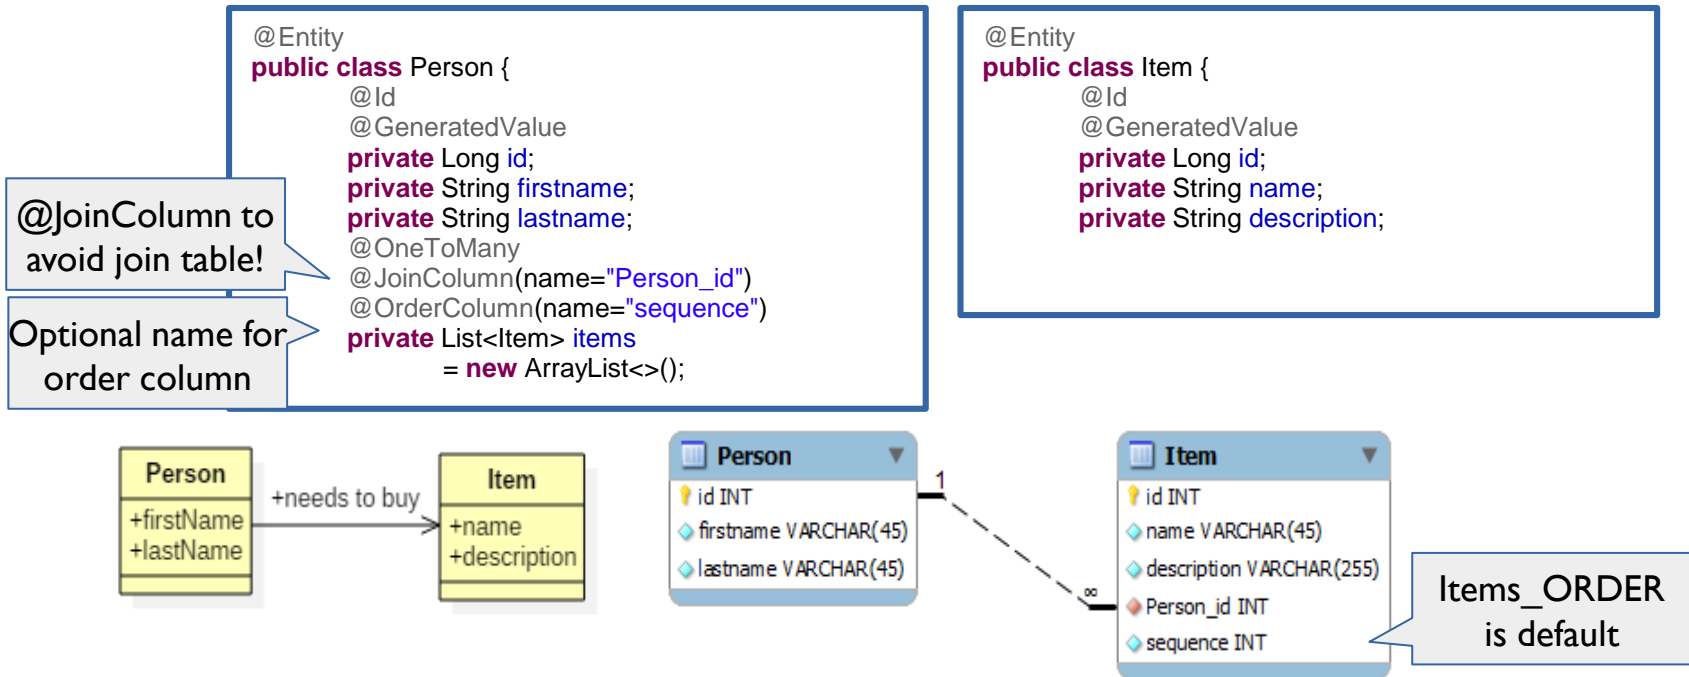 @Entity
public class Person {
@Id
@GeneratedValue
private Long id;
private String firstname;
private String lastname;
@OneToMany
@JoinColumn(name="Person_id")
@OrderColumn(name="sequence")
private List<Item> items
= new ArrayList<>();
@Entity
public class Item {
@Id
@GeneratedValue
private Long id;
private String name;
private String description;
@JoinColumn to
avoid join table!
Optional name for
order column
Person
+firstName
+lastName
+needs to buy
Item
+name
+description
Person
id INT
firstname VARCHAR(45)
lastname VARCHAR(45)
1
∞
Item
id INT
name VARCHAR(45)
description VARCHAR(255)
Person_id INT
sequence INT
Items_ORDER
is default